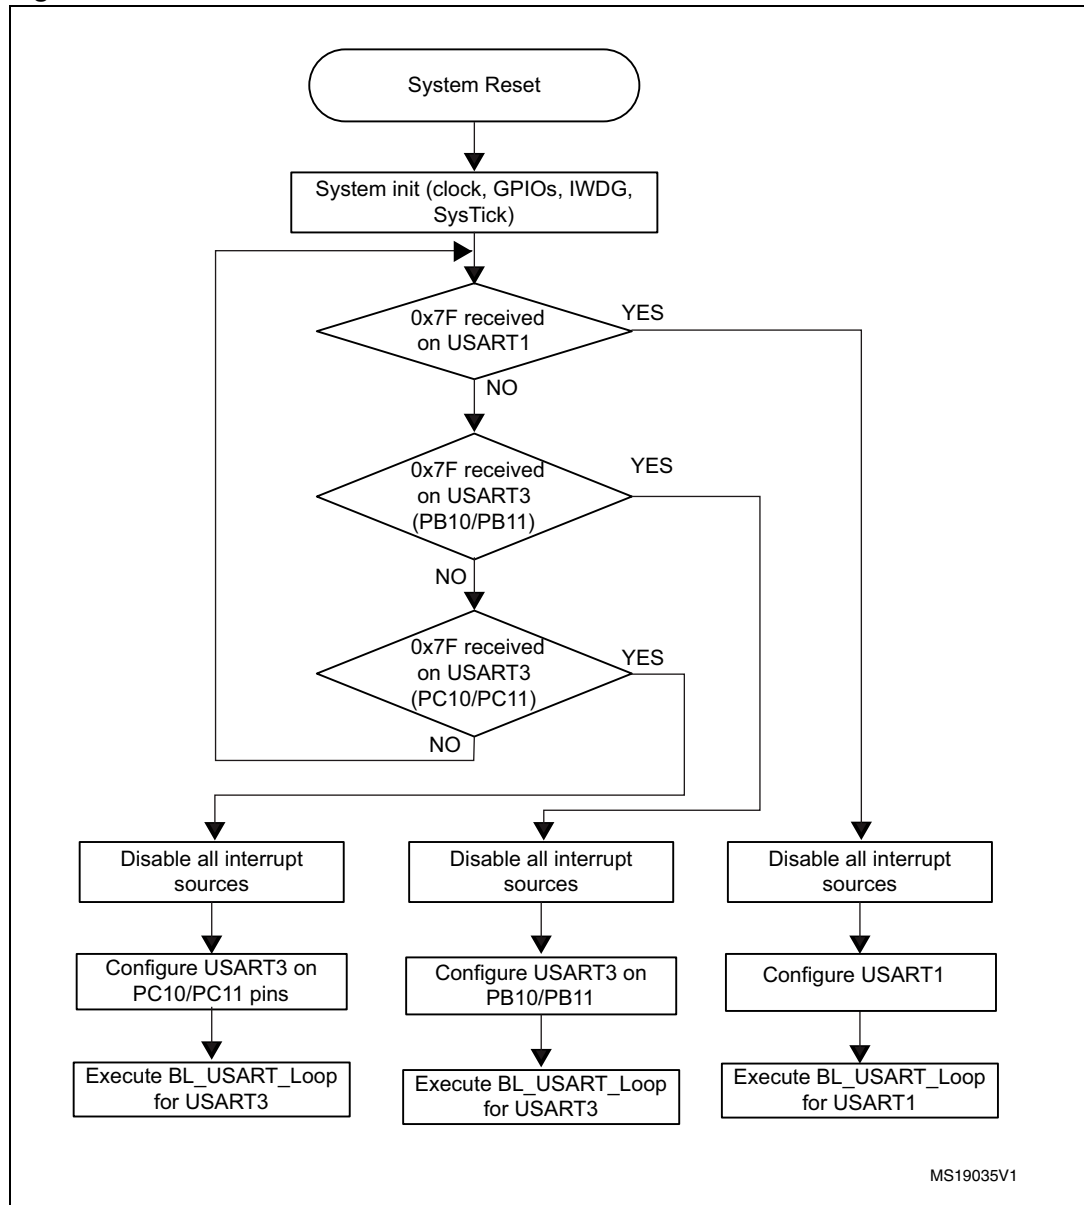 System Reset
System init (clock, GPIOs, IWDG,
SysTick)
0x7F received
on USART1
YES
NO
0x7F received
on USART3
(PB10/PB11)
YES
NO
0x7F received
on USART3
(PC10/PC11)
YES
NO
Disable all interrupt
sources
Disable all interrupt
sources
Disable all interrupt
sources
Configure USART3 on
PC10/PC11 pins
Configure USART3 on
PB10/PB11
Configure USART1
Execute BL_USART_Loop
for USART3
Execute BL_USART_Loop
for USART3
Execute BL_USART_Loop
for USART1
MS19035V1